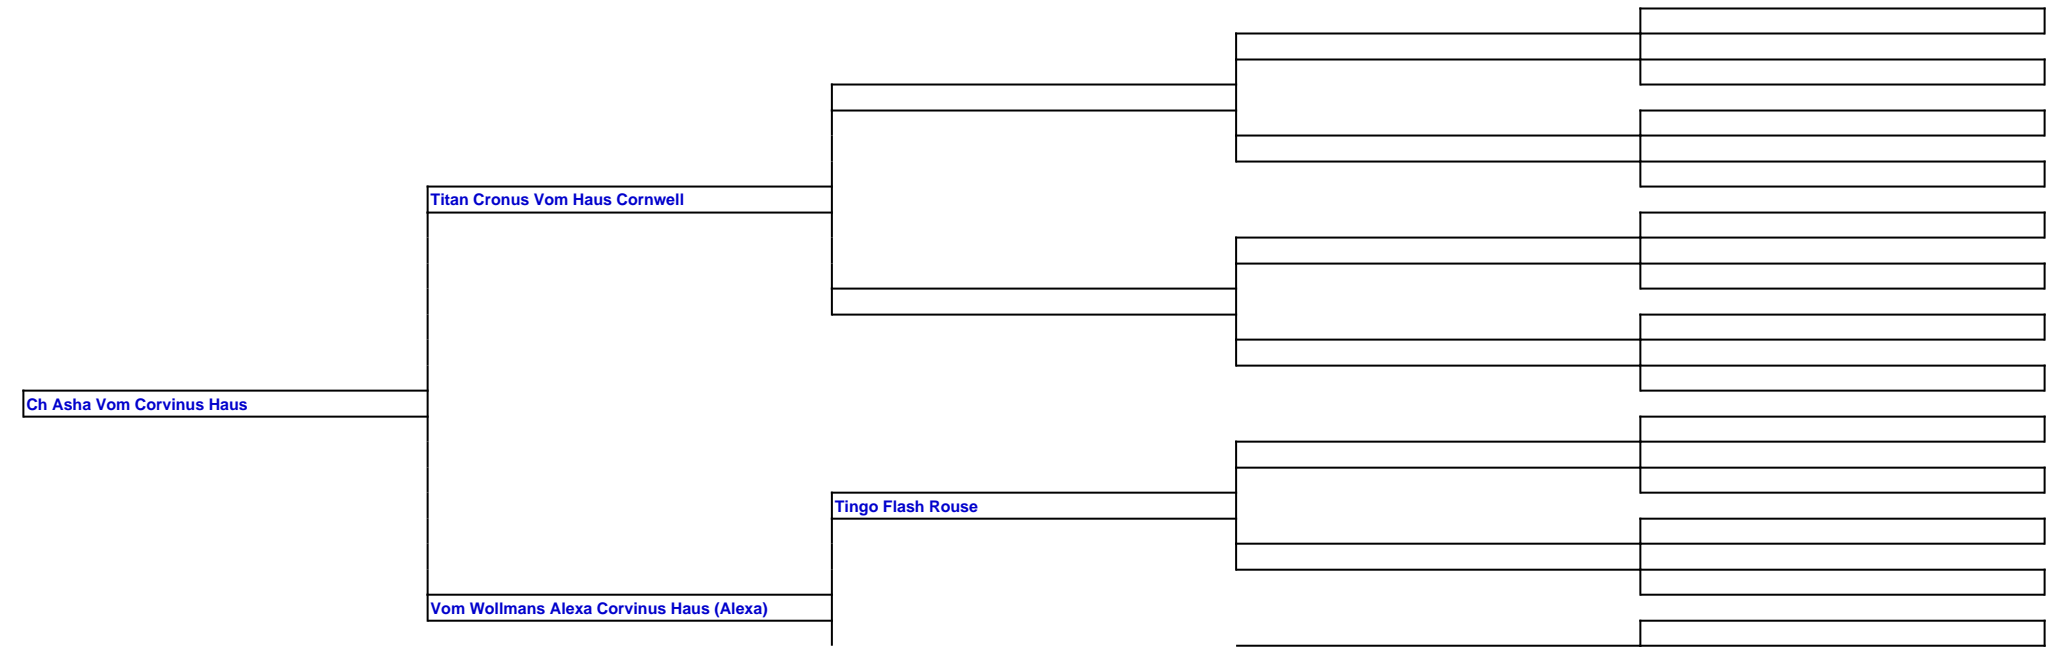 Titan Cronus Vom Haus Cornwell
Ch Asha Vom Corvinus Haus
Tingo Flash Rouse
Vom Wollmans Alexa Corvinus Haus (Alexa)